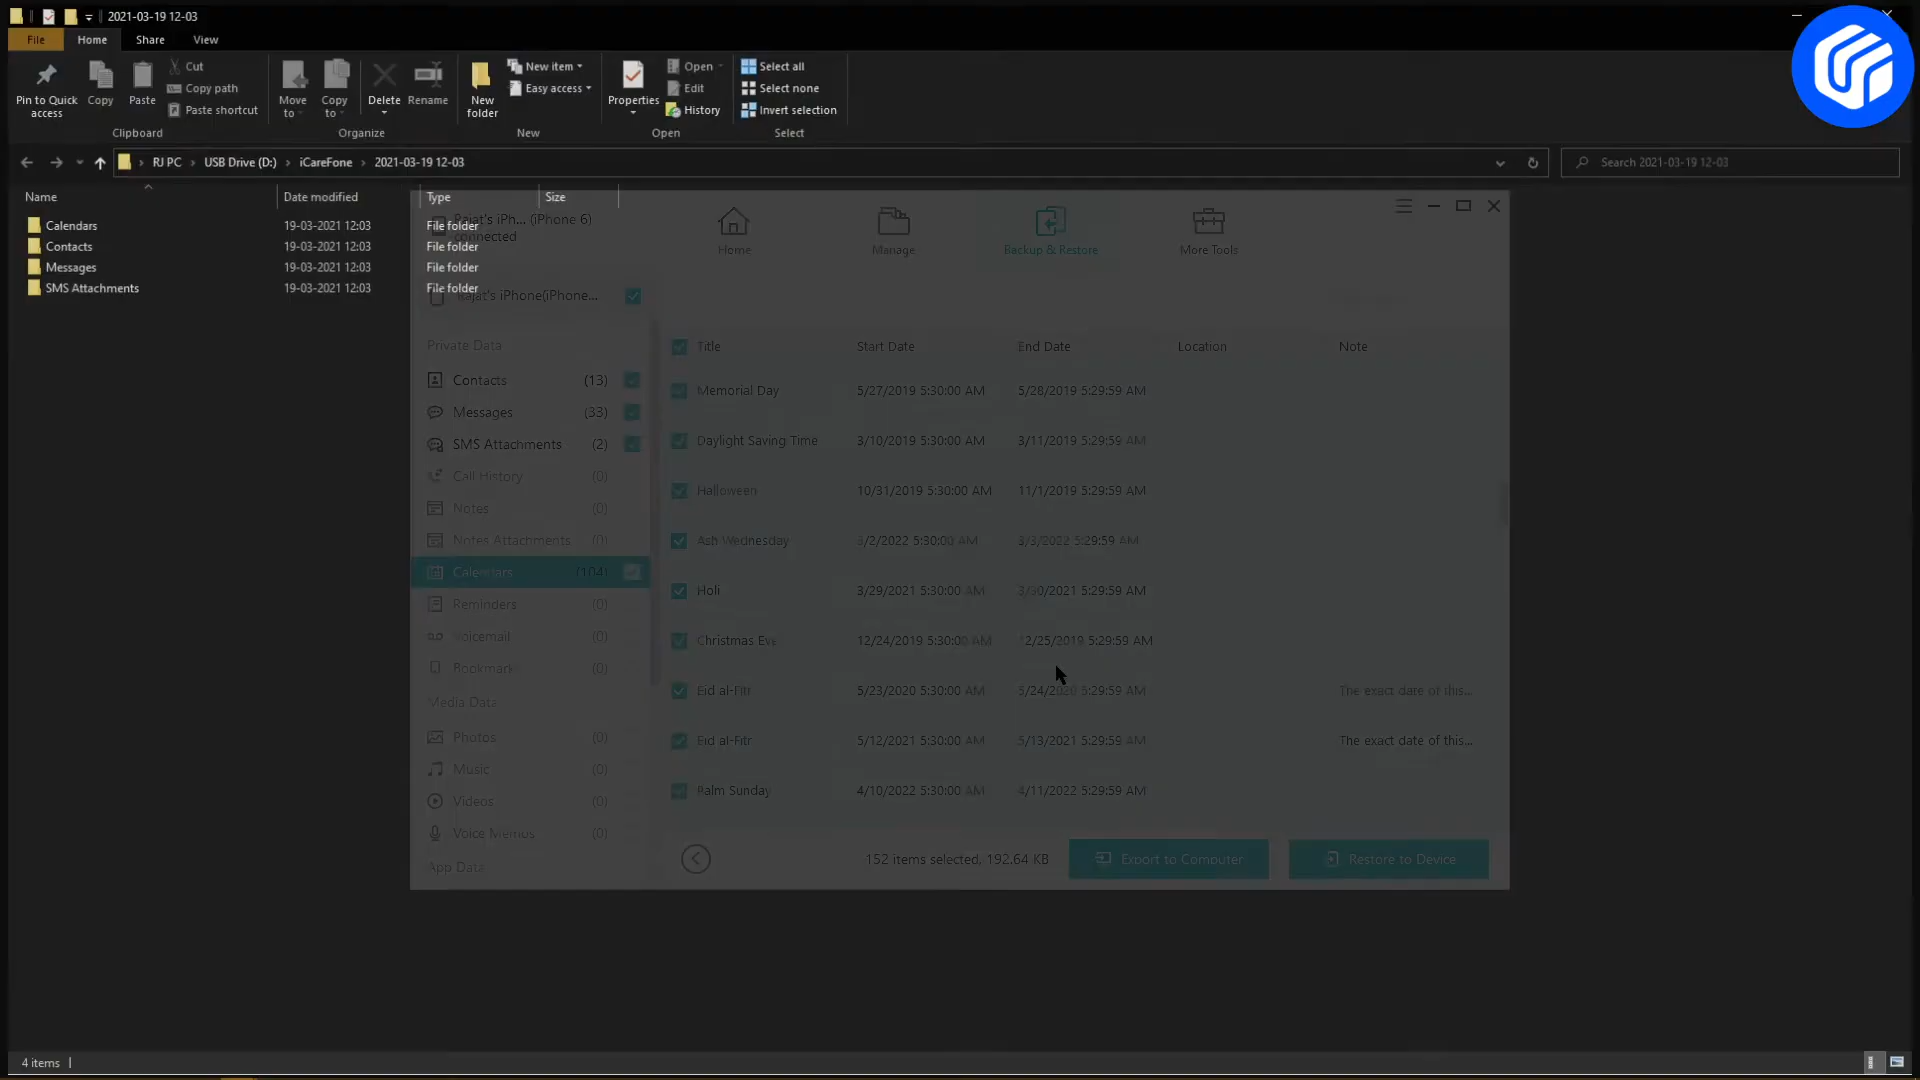 2021-03-19 12-03
File Home Share View
Pin to Quick access
Copy
Paste
Cut
Copy path
Paste shortcut
Clipboard
Move to
Copy to
Delete
Rename
Organize
New folder
New item
Easy access
New
Properties
Open
Edit
History
Open
Select all
Select none
Invert selection
Select
RJ PC › USB Drive (D:) › iCareFone › 2021-03-19 12-03
Search 2021-03-19 12-03
Name Date modified Type Size
Calendars 19-03-2021 12:03 File folder
Contacts 19-03-2021 12:03 File folder
Messages 19-03-2021 12:03 File folder
SMS Attachments 19-03-2021 12:03 File folder
Rajat's iPh... (iPhone 6)
connected
Home
Manage
Backup & Restore
More Tools
Rajat's iPhone(iPhone...
Private Data
Contacts (13)
Messages (33)
SMS Attachments (2)
Call History (0)
Notes (0)
Notes Attachments (0)
Calendars (104)
Reminders (0)
Voicemail (0)
Bookmark (0)
Media Data
Photos (0)
Music (0)
Videos (0)
Voice Memos (0)
App Data
Title Start Date End Date Location Note
Memorial Day 5/27/2019 5:30:00 AM 5/28/2019 5:29:59 AM
Daylight Saving Time 3/10/2019 5:30:00 AM 3/11/2019 5:29:59 AM
Halloween 10/31/2019 5:30:00 AM 11/1/2019 5:29:59 AM
Ash Wednesday 3/2/2022 5:30:00 AM 3/3/2022 5:29:59 AM
Holi 3/29/2021 5:30:00 AM 3/30/2021 5:29:59 AM
Christmas Eve 12/24/2019 5:30:00 AM 12/25/2019 5:29:59 AM
Eid al-Fitr 5/23/2020 5:30:00 AM 5/24/2020 5:29:59 AM The exact date of this...
Eid al-Fitr 5/12/2021 5:30:00 AM 5/13/2021 5:29:59 AM The exact date of this...
Palm Sunday 4/10/2022 5:30:00 AM 4/11/2022 5:29:59 AM
152 items selected, 192.64 KB
Export to Computer
Restore to Device
4 items